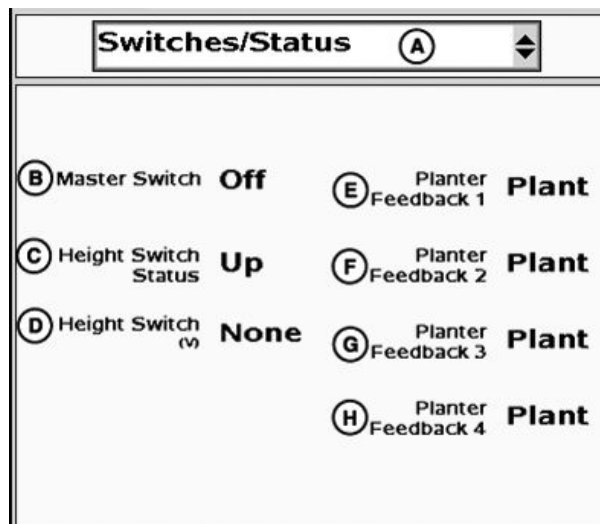 Switches/Status A
B Master Switch Off
C Height Switch Status Up
D Height Switch (V) None
E Planter Feedback 1 Plant
F Planter Feedback 2 Plant
G Planter Feedback 3 Plant
H Planter Feedback 4 Plant